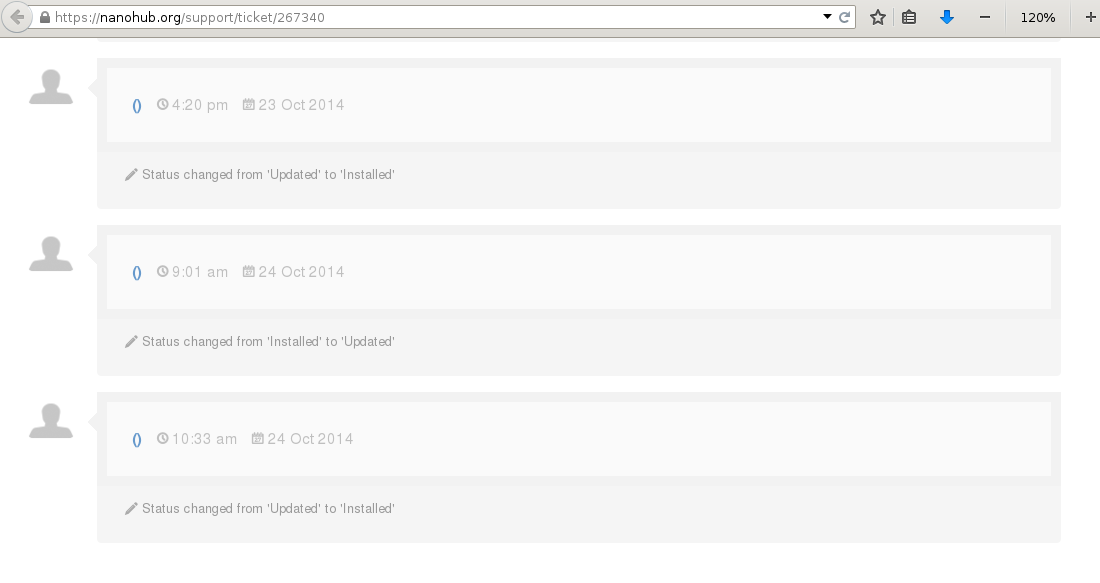 https://nanohub.org/support/ticket/267340
120%
() 4:20 pm 23 Oct 2014
Status changed from 'Updated' to 'Installed'
() 9:01 am 24 Oct 2014
Status changed from 'Installed' to 'Updated'
() 10:33 am 24 Oct 2014
Status changed from 'Updated' to 'Installed'